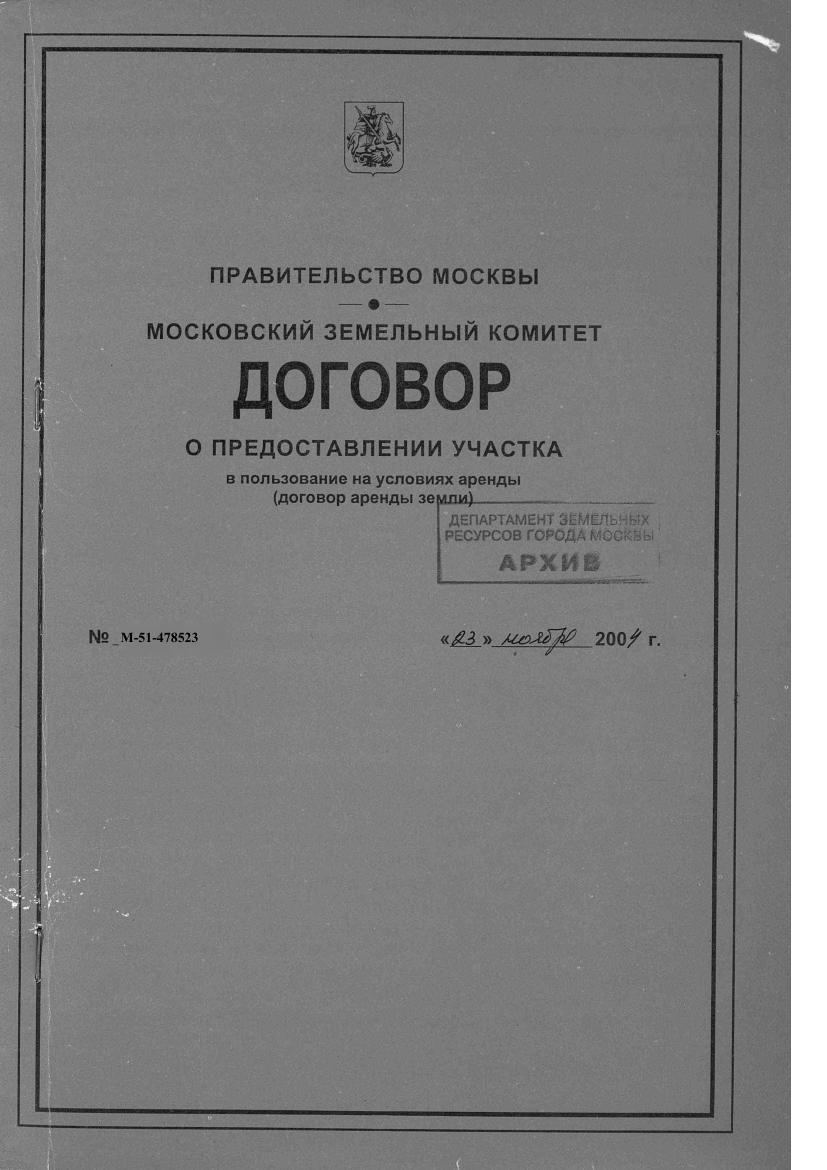 ПРАВИТЕЛЬСТВО МОСКВЫ
МОСКОВСКИЙ ЗЕМЕЛЬНЫЙ КОМИТЕТ
ДОГОВОР
О ПРЕДОСТАВЛЕНИИ УЧАСТКА
в пользование на условиях аренды
(договор аренды земли)
ДЕПАРТАМЕНТ ЗЕМЕЛЬНЫХ
РЕСУРСОВ ГОРОДА МОСКВЫ
АРХИВ
№ _М-51-478523 «23» ноября 2004 г.